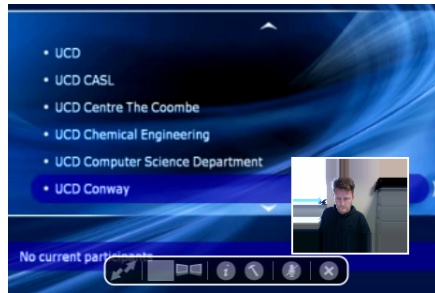 UCD
UCD CASL
UCD Centre The Coombe
UCD Chemical Engineering
UCD Computer Science Department
UCD Conway
No current participants